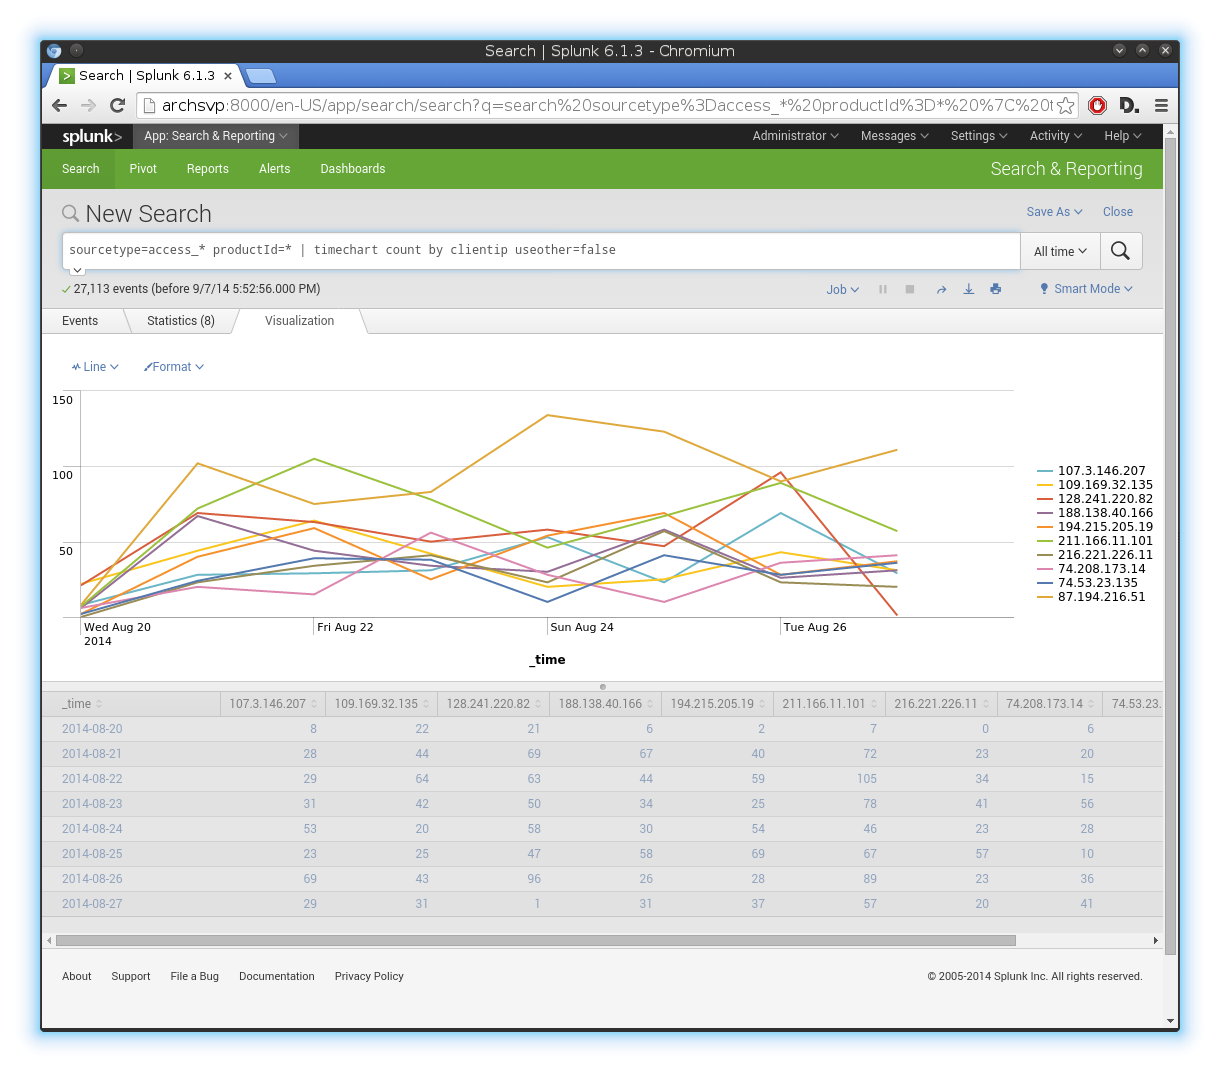 Search | Splunk 6.1.3 - Chromium
Search | Splunk 6.1.3 ×
archsvp:8000/en-US/app/search/search?q=search%20sourcetype%3Daccess_*%20productId%3D*%20%7C%20t
D.
splunk> App: Search & Reporting Administrator Messages Settings Activity Help
Search Pivot Reports Alerts Dashboards Search & Reporting
New Search Save As Close
sourcetype=access_* productId=* | timechart count by clientip useother=false All time
27,113 events (before 9/7/14 5:52:56.000 PM) Job Smart Mode
Events Statistics (8) Visualization
Line Format
150
100
50
Wed Aug 20 Fri Aug 22 Sun Aug 24 Tue Aug 26
2014
_time
107.3.146.207
109.169.32.135
128.241.220.82
188.138.40.166
194.215.205.19
211.166.11.101
216.221.226.11
74.208.173.14
74.53.23.135
87.194.216.51
_time 107.3.146.207 109.169.32.135 128.241.220.82 188.138.40.166 194.215.205.19 211.166.11.101 216.221.226.11 74.208.173.14 74.53.23.
2014-08-20 8 22 21 6 2 7 0 6
2014-08-21 28 44 69 67 40 72 23 20
2014-08-22 29 64 63 44 59 105 34 15
2014-08-23 31 42 50 34 25 78 41 56
2014-08-24 53 20 58 30 54 46 23 28
2014-08-25 23 25 47 58 69 67 57 10
2014-08-26 69 43 96 26 28 89 23 36
2014-08-27 29 31 1 31 37 57 20 41
About Support File a Bug Documentation Privacy Policy © 2005-2014 Splunk Inc. All rights reserved.